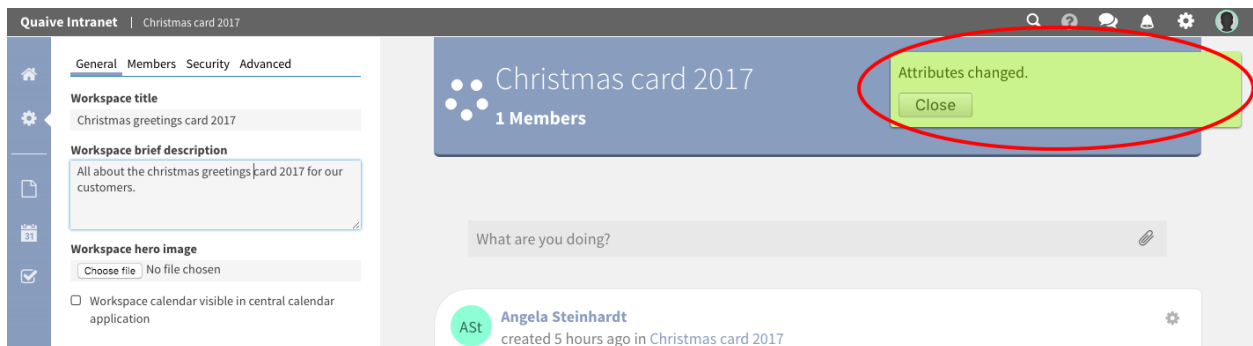 Quaive Intranet | Christmas card 2017
General Members Security Advanced
Workspace title
Christmas greetings card 2017
Workspace brief description
All about the christmas greetings card 2017 for our
customers.
Workspace hero image
Choose file No file chosen
Workspace calendar visible in central calendar
application
31
Christmas card 2017
1 Members
Attributes changed.
Close
What are you doing?
ASt
Angela Steinhardt
created 5 hours ago in Christmas card 2017